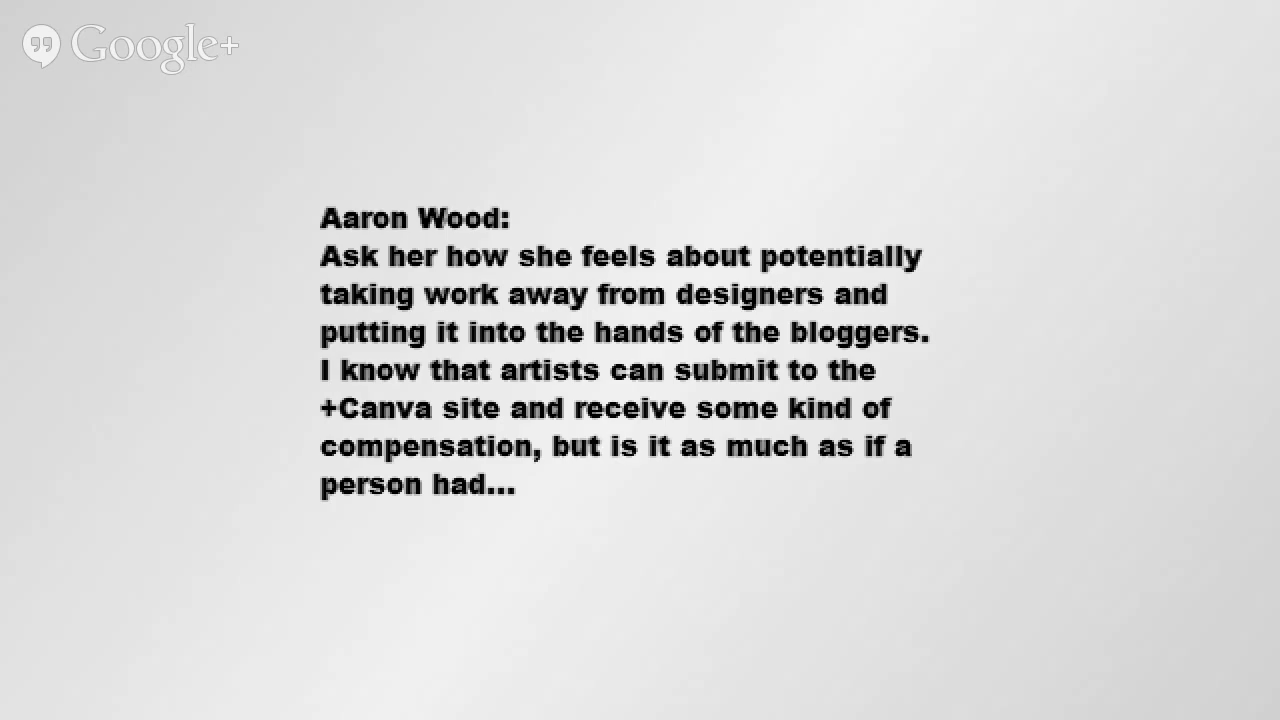 Google+
Aaron Wood:
Ask her how she feels about potentially
taking work away from designers and
putting it into the hands of the bloggers.
I know that artists can submit to the
+Canva site and receive some kind of
compensation, but is it as much as if a
person had...